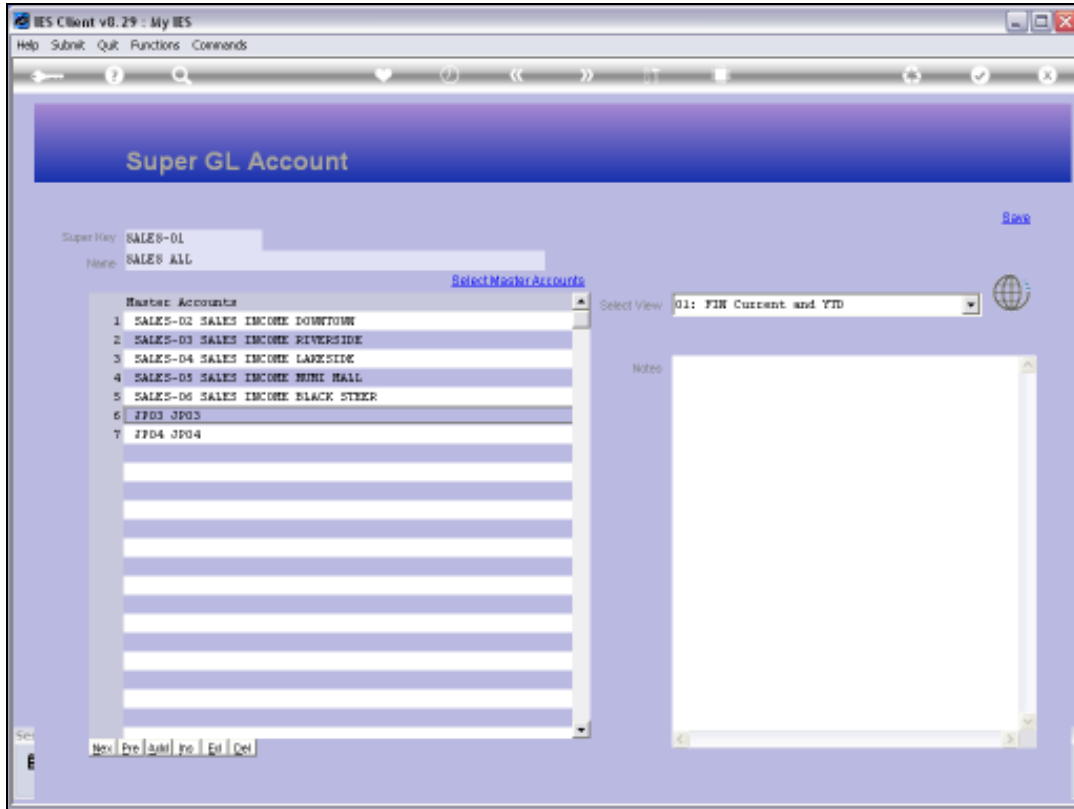 IES Client v8.29 : My IES
Help Submit Quit Functions Commands
Super GL Account
Save
Super Key SALES-01
Name SALES ALL
Select Master Accounts
Master Accounts
Select View 01: FIN Current and YTD
1 SALES-02 SALES INCOME DOWNTOWN
2 SALES-03 SALES INCOME RIVERSIDE
3 SALES-04 SALES INCOME LAKESIDE
4 SALES-05 SALES INCOME MUMI MALL
5 SALES-06 SALES INCOME BLACK STEER
6 JP03 JP03
7 JP04 JP04
Notes
Nex Pre Add Ins Ed Del